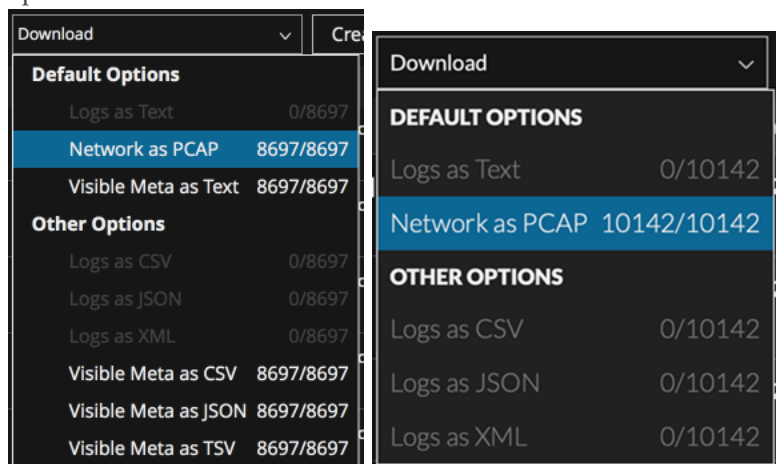 Download
Cre
Default Options
Logs as Text 0/8697
Network as PCAP 8697/8697
Visible Meta as Text 8697/8697
Other Options
Logs as CSV 0/8697
Logs as JSON 0/8697
Logs as XML 0/8697
Visible Meta as CSV 8697/8697
Visible Meta as JSON 8697/8697
Visible Meta as TSV 8697/8697
Download
DEFAULT OPTIONS
Logs as Text 0/10142
Network as PCAP 10142/10142
OTHER OPTIONS
Logs as CSV 0/10142
Logs as JSON 0/10142
Logs as XML 0/10142